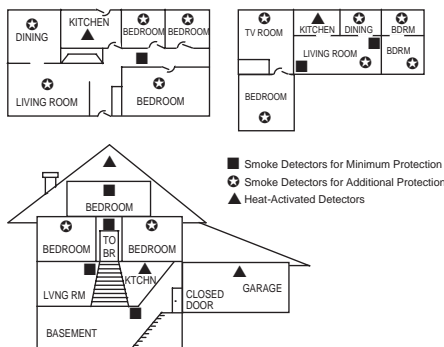 DINING
KITCHEN
BEDROOM
BEDROOM
LIVING ROOM
BEDROOM
TV ROOM
KITCHEN
DINING
BDRM
LIVING ROOM
BDRM
BEDROOM
Smoke Detectors for Minimum Protection
Smoke Detectors for Additional Protection
Heat-Activated Detectors
BEDROOM
BEDROOM
TO
BR
BEDROOM
LVNG RM
KTCHN
CLOSED
DOOR
GARAGE
BASEMENT